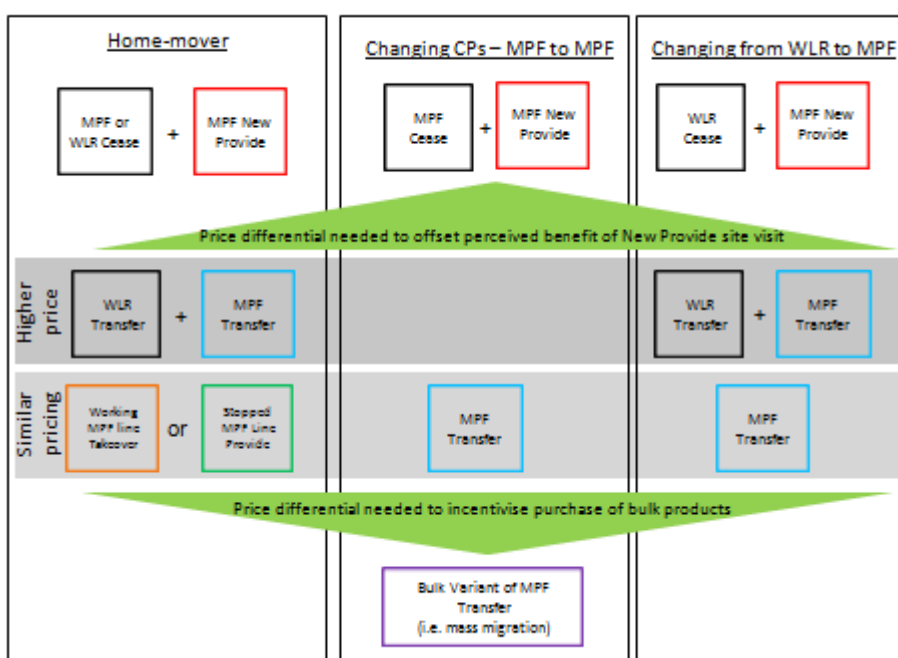 Home-mover
Changing CPs – MPF to MPF
Changing from WLR to MPF
MPF or
WLR Cease
+
MPF New
Provide
MPF
Cease
+
MPF New
Provide
WLR
Cease
+
MPF New
Provide
Price differential needed to offset perceived benefit of New Provide site visit
Higher
price
WLR
Transfer
+
MPF
Transfer
WLR
Transfer
+
MPF
Transfer
Similar
pricing
Working
MPF line
Takeover
or
Stopped
MPF Line
Provide
MPF
Transfer
MPF
Transfer
Price differential needed to incentivise purchase of bulk products
Bulk Variant of MPF
Transfer
(i.e. mass migration)